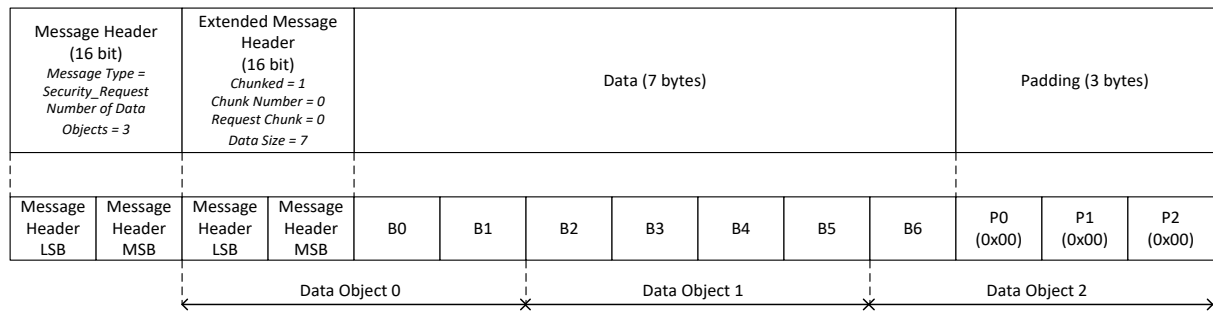 Message Header
(16 bit)
Message Type =
Security_Request
Number of Data
Objects = 3
Extended Message
Header
(16 bit)
Chunked = 1
Chunk Number = 0
Request Chunk = 0
Data Size = 7
Data (7 bytes)
Padding (3 bytes)
Message
Header
LSB
Message
Header
MSB
Message
Header
LSB
Message
Header
MSB
B0
B1
B2
B3
B4
B5
B6
P0
(0x00)
P1
(0x00)
P2
(0x00)
Data Object 0
Data Object 1
Data Object 2